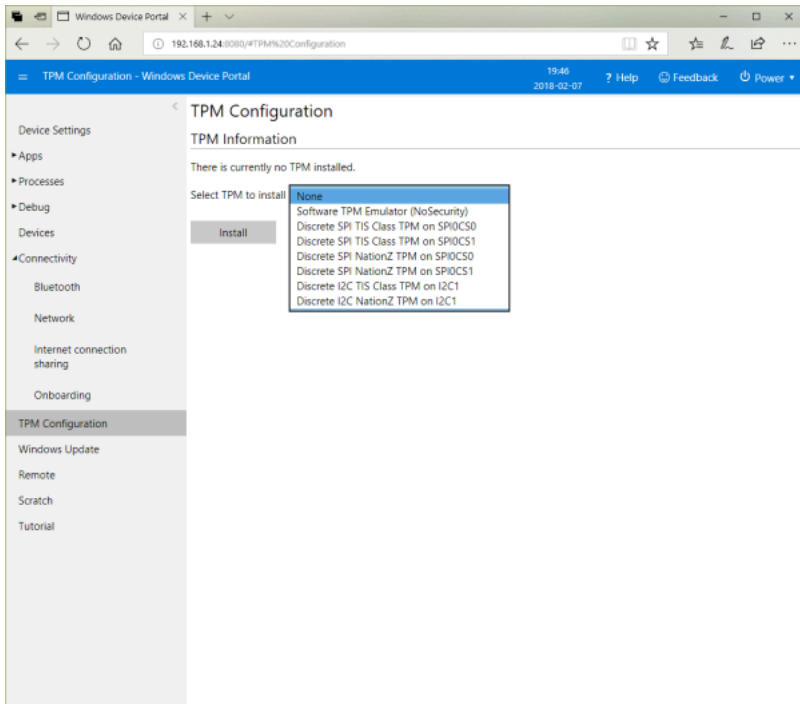 Windows Device Portal
192.168.1.24:8080/#TPM%20Configuration
TPM Configuration - Windows Device Portal
19:46
2018-02-07
? Help
Feedback
Power
TPM Configuration
TPM Information
There is currently no TPM installed.
Select TPM to install
None
Software TPM Emulator (NoSecurity)
Discrete SPI TIS Class TPM on SPI0CS0
Discrete SPI TIS Class TPM on SPI0CS1
Discrete SPI NationZ TPM on SPI0CS0
Discrete SPI NationZ TPM on SPI0CS1
Discrete I2C TIS Class TPM on I2C1
Discrete I2C NationZ TPM on I2C1
Install
Device Settings
Apps
Processes
Debug
Devices
Connectivity
Bluetooth
Network
Internet connection
sharing
Onboarding
TPM Configuration
Windows Update
Remote
Scratch
Tutorial